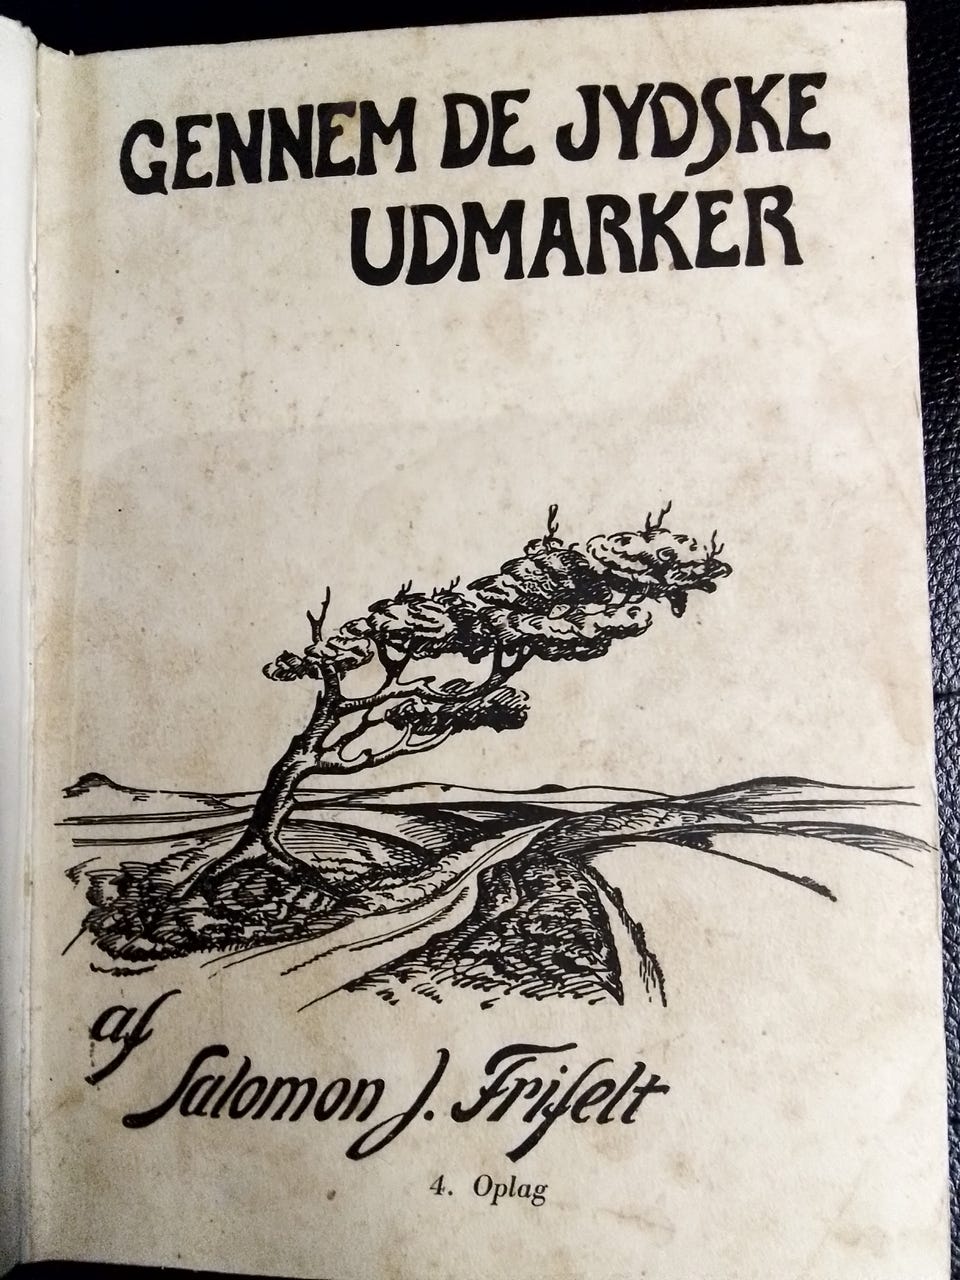 GENNEM DE JYDSKE
UDMARKER
af
Salomon J. Frifelt
4. Oplag